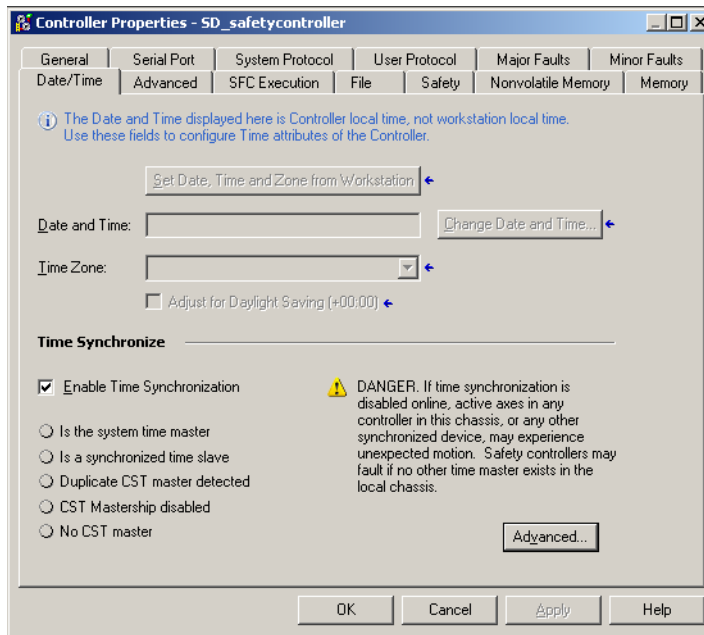 Controller Properties - SD_safetycontroller
General Serial Port System Protocol User Protocol Major Faults Minor Faults
Date/Time Advanced SFC Execution File Safety Nonvolatile Memory Memory
The Date and Time displayed here is Controller local time, not workstation local time.
Use these fields to configure Time attributes of the Controller.
Set Date, Time and Zone from Workstation
Date and Time: Change Date and Time...
Time Zone:
Adjust for Daylight Saving (+00:00)
Time Synchronize
Enable Time Synchronization
Is the system time master
Is a synchronized time slave
Duplicate CST master detected
CST Mastership disabled
No CST master
DANGER. If time synchronization is
disabled online, active axes in any
controller in this chassis, or any other
synchronized device, may experience
unexpected motion. Safety controllers may
fault if no other time master exists in the
local chassis.
Advanced...
OK Cancel Apply Help